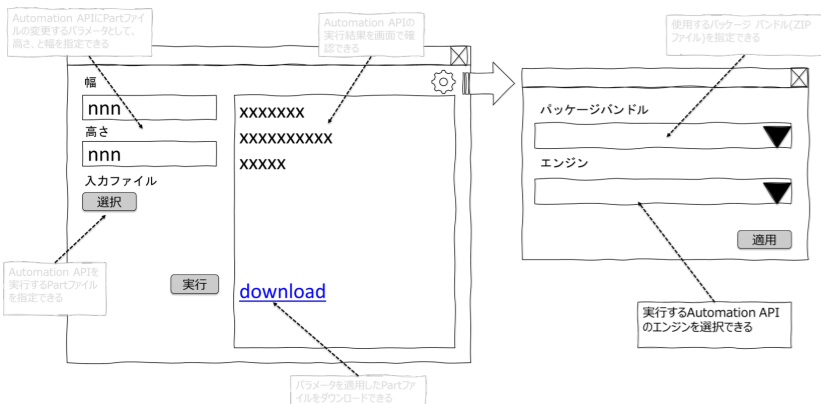 Automation APIにPartファイ
ルの変更するパラメータとして、
高さ、と幅を指定できる
Automation APIの
実行結果を画面で確
認できる
使用するパッケージ バンドル(ZIP
ファイル)を指定できる
幅
nnn
高さ
nnn
入力ファイル
選択
xxxxxxx
xxxxxxxxxx
xxxxx
パッケージバンドル
エンジン
適用
Automation APIを
実行するPartファイル
を指定できる
実行
download
実行するAutomation API
のエンジンを選択できる
パラメータを適用したPartファ
イルをダウンロードできる